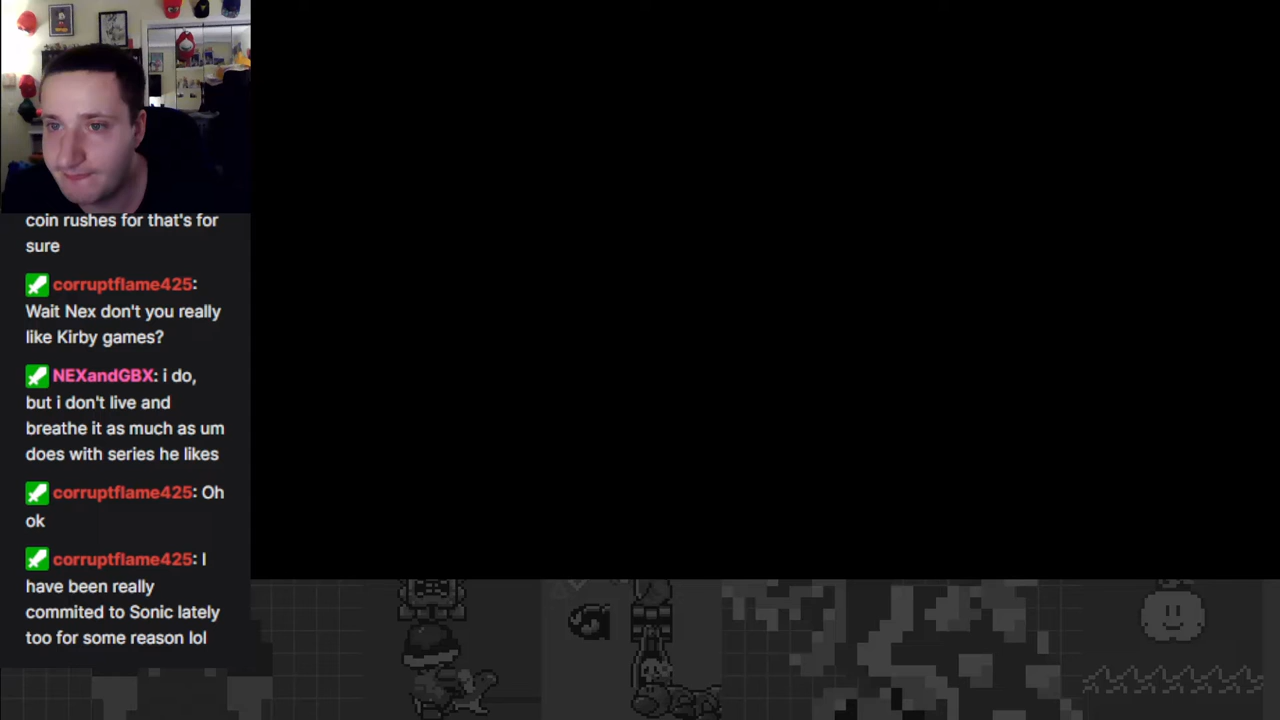 coin rushes for that's for
sure
corruptflame425:
Wait Nex don't you really
like Kirby games?
NEXandGBX: i do,
but i don't live and
breathe it as much as um
does with series he likes
corruptflame425: Oh
ok
corruptflame425: I
have been really
commited to Sonic lately
too for some reason lol